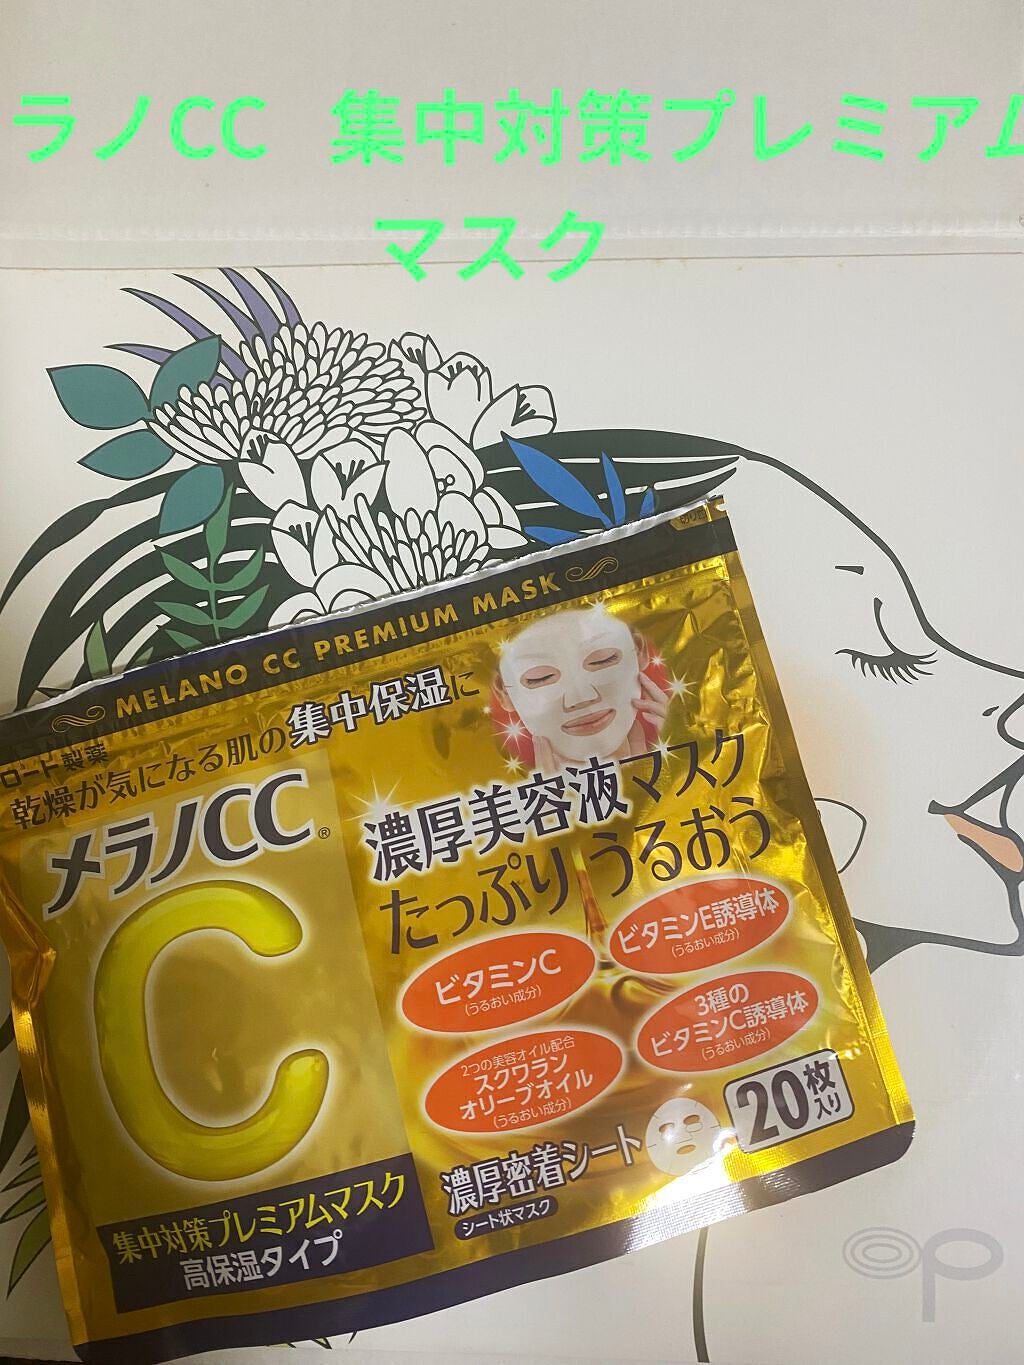 ラノCC 集中対策プレミアム
マスク
切り口
MELANO CC PREMIUM MASK
ロート製薬
乾燥が気になる肌の集中保湿に
メラノCC®
濃厚美容液マスク
たっぷりうるおう
C
ビタミンC
(うるおい成分)
ビタミンE誘導体
(うるおい成分)
2つの美容オイル配合
スクワラン
オリーブオイル
(うるおい成分)
3種の
ビタミンC誘導体
(うるおい成分)
20枚入り
濃厚密着シート
シート状マスク
集中対策プレミアムマスク
高保湿タイプ
op